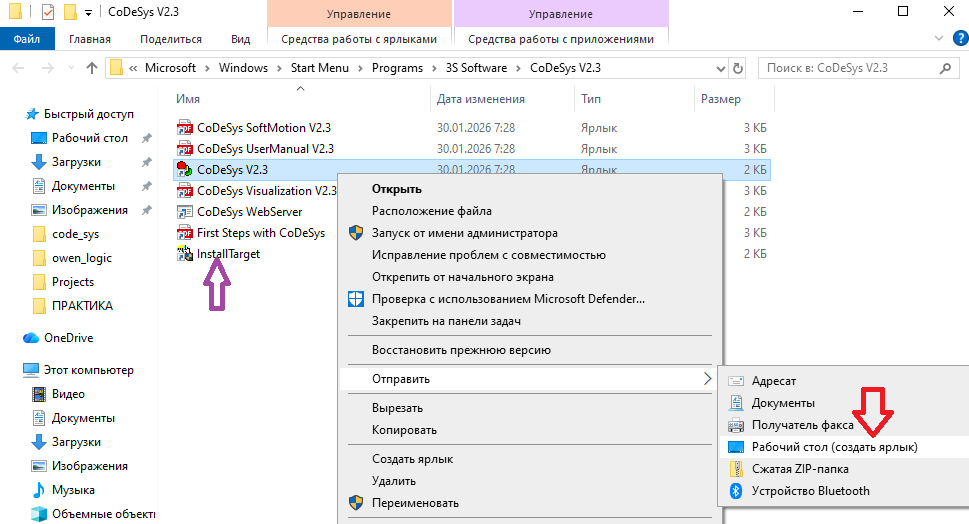 CoDeSys V2.3
Управление
Управление
Файл
Главная
Поделиться
Вид
Средства работы с ярлыками
Средства работы с приложениями
« Microsoft > Windows > Start Menu > Programs > 3S Software > CoDeSys V2.3
Поиск в: CoDeSys V2.3
Имя
Дата изменения
Тип
Размер
Быстрый доступ
Рабочий стол
Загрузки
Документы
Изображения
code_sys
owen_logic
Projects
ПРАКТИКА
OneDrive
Этот компьютер
Видео
Документы
Загрузки
Изображения
Музыка
Объемные объекты
CoDeSys SoftMotion V2.3 30.01.2026 7:28 Ярлык 3 КБ
CoDeSys UserManual V2.3 30.01.2026 7:28 Ярлык 3 КБ
CoDeSys V2.3 30.01.2026 7:28 Ярлык 2 КБ
CoDeSys Visualization V2.3 3 КБ
CoDeSys WebServer 2 КБ
First Steps with CoDeSys 3 КБ
InstallTarget 2 КБ
Открыть
Расположение файла
Запуск от имени администратора
Исправление проблем с совместимостью
Открепить от начального экрана
Проверка с использованием Microsoft Defender...
Закрепить на панели задач
Восстановить прежнюю версию
Отправить
Вырезать
Копировать
Создать ярлык
Удалить
Переименовать
Адресат
Документы
Получатель факса
Рабочий стол (создать ярлык)
Сжатая ZIP-папка
Устройство Bluetooth